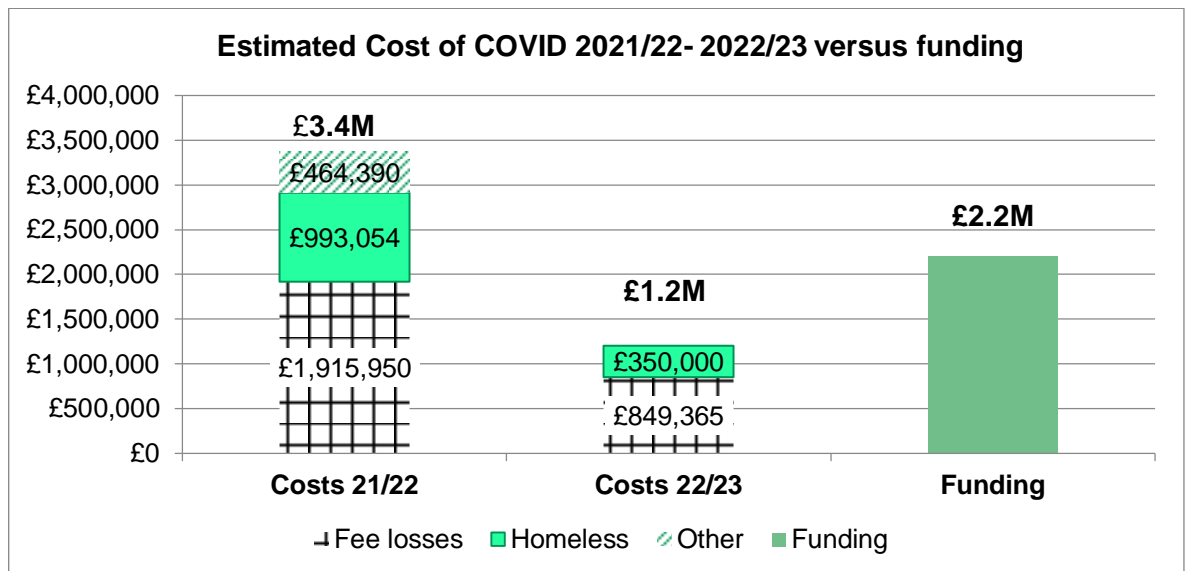 Estimated Cost of COVID 2021/22- 2022/23 versus funding
£4,000,000
£3,500,000
£3,000,000
£2,500,000
£2,000,000
£1,500,000
£1,000,000
£500,000
£0
£3.4M
£464,390
£993,054
£1,915,950
£1.2M
£350,000
£849,365
£2.2M
Costs 21/22 Costs 22/23 Funding
Fee losses Homeless Other Funding